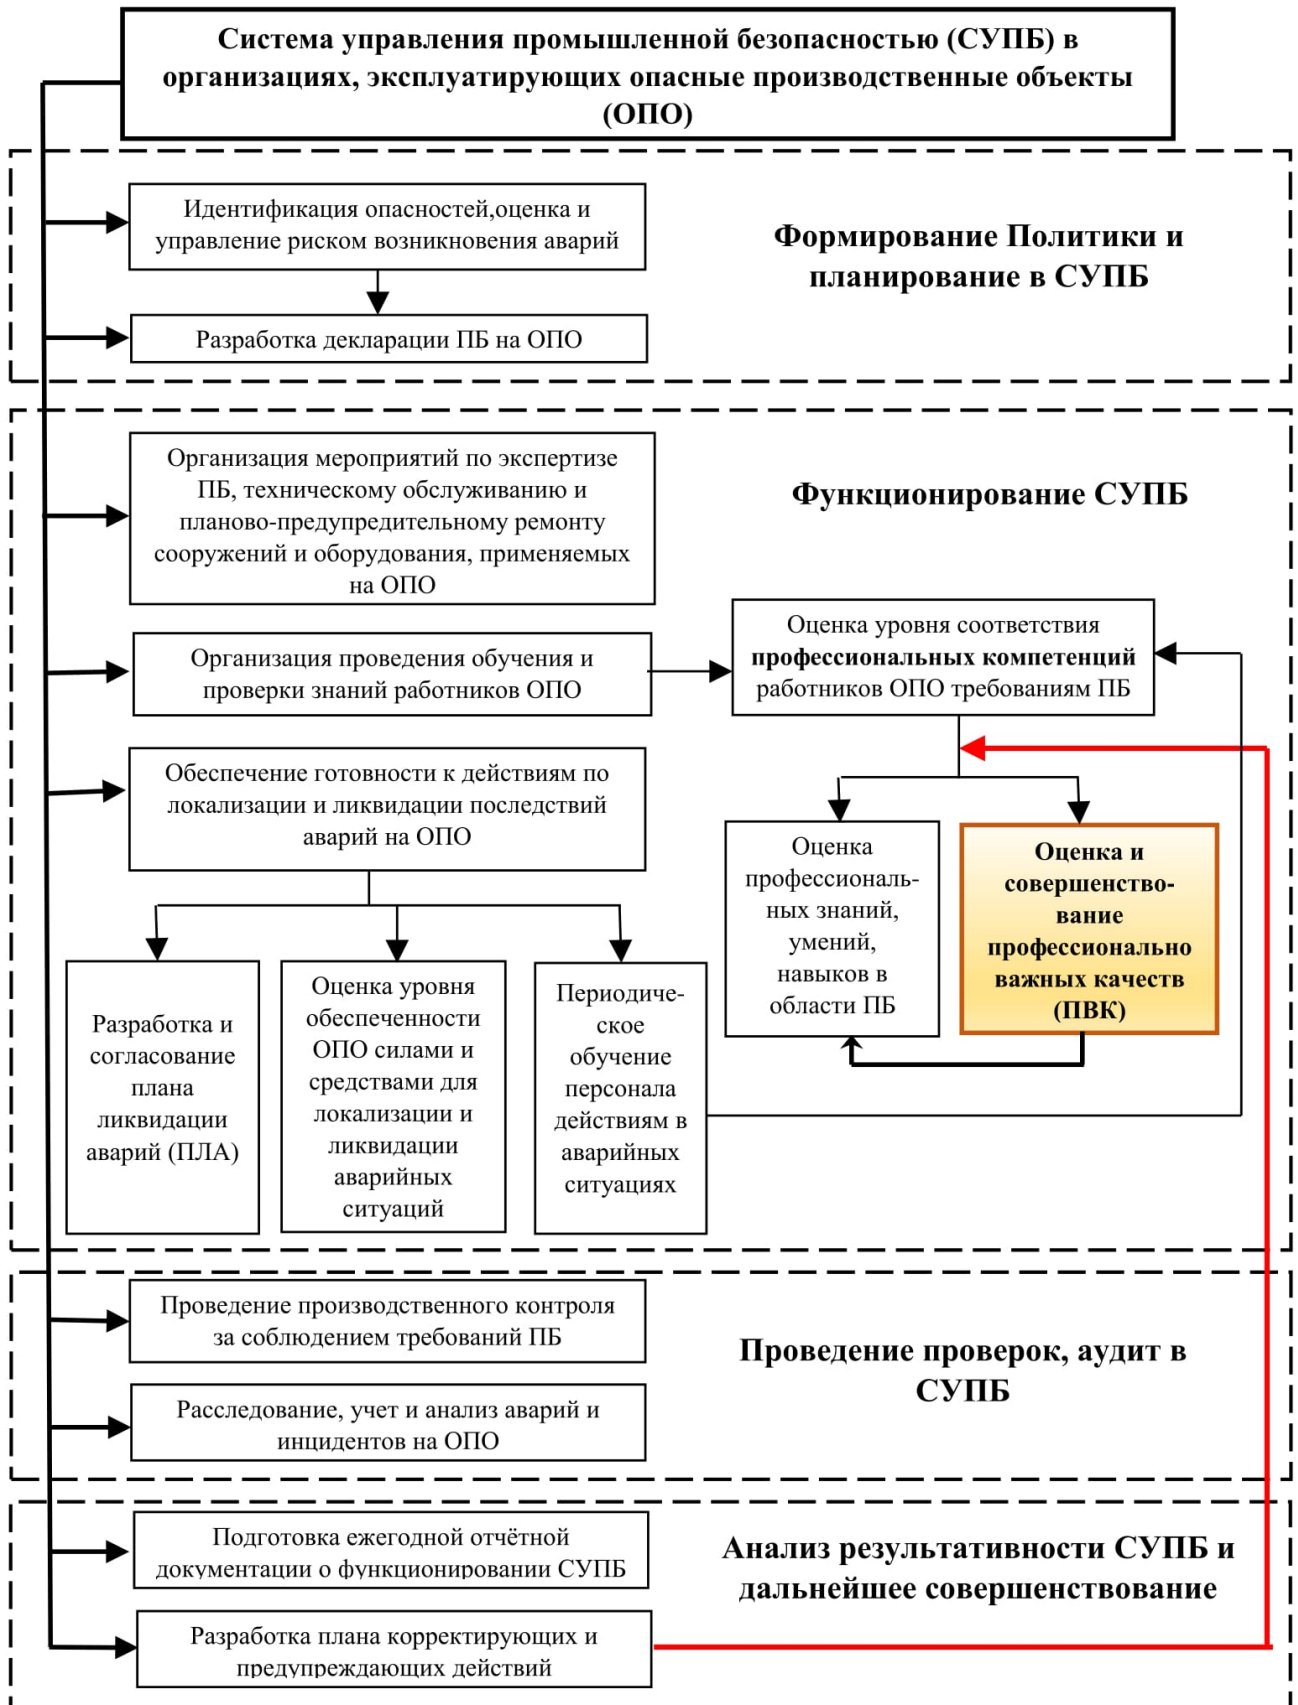 Система управления промышленной безопасностью (СУПБ) в
организациях, эксплуатирующих опасные производственные объекты
(ОПО)
Идентификация опасностей,оценка и
управление риском возникновения аварий
Формирование Политики и
планирование в СУПБ
Разработка декларации ПБ на ОПО
Организация мероприятий по экспертизе
ПБ, техническому обслуживанию и
планово-предупредительному ремонту
сооружений и оборудования, применяемых
на ОПО
Функционирование СУПБ
Организация проведения обучения и
проверки знаний работников ОПО
Оценка уровня соответствия
профессиональных компетенций
работников ОПО требованиям ПБ
Обеспечение готовности к действиям по
локализации и ликвидации последствий
аварий на ОПО
Оценка
профессиональ-
ных знаний,
умений,
навыков в
области ПБ
Оценка и
совершенство-
вание
профессионально
важных качеств
(ПВК)
Разработка и
согласование
плана
ликвидации
аварий (ПЛА)
Оценка уровня
обеспеченности
ОПО силами и
средствами для
локализации и
ликвидации
аварийных
ситуаций
Периодиче-
ское
обучение
персонала
действиям в
аварийных
ситуациях
Проведение производственного контроля
за соблюдением требований ПБ
Проведение проверок, аудит в
СУПБ
Расследование, учет и анализ аварий и
инцидентов на ОПО
Подготовка ежегодной отчётной
документации о функционировании СУПБ
Анализ результативности СУПБ и
дальнейшее совершенствование
Разработка плана корректирующих и
предупреждающих действий